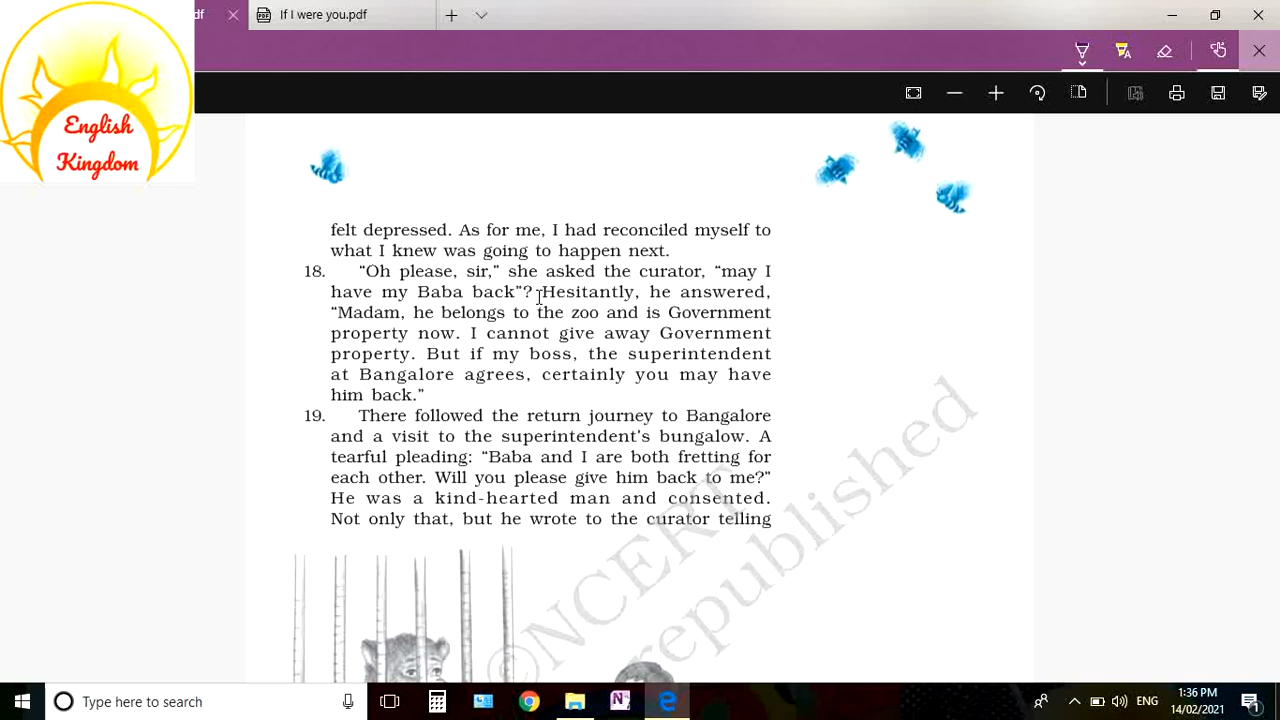 df
If I were you.pdf
English
Kingdom
felt depressed. As for me, I had reconciled myself to
what I knew was going to happen next.
18. “Oh please, sir,” she asked the curator, “may I
have my Baba back”? Hesitantly, he answered,
“Madam, he belongs to the zoo and is Government
property now. I cannot give away Government
property. But if my boss, the superintendent
at Bangalore agrees, certainly you may have
him back.”
19. There followed the return journey to Bangalore
and a visit to the superintendent's bungalow. A
tearful pleading: “Baba and I are both fretting for
each other. Will you please give him back to me?”
He was a kind-hearted man and consented.
Not only that, but he wrote to the curator telling
©NCERT
republished
Type here to search
ENG
1:36 PM
14/02/2021
1